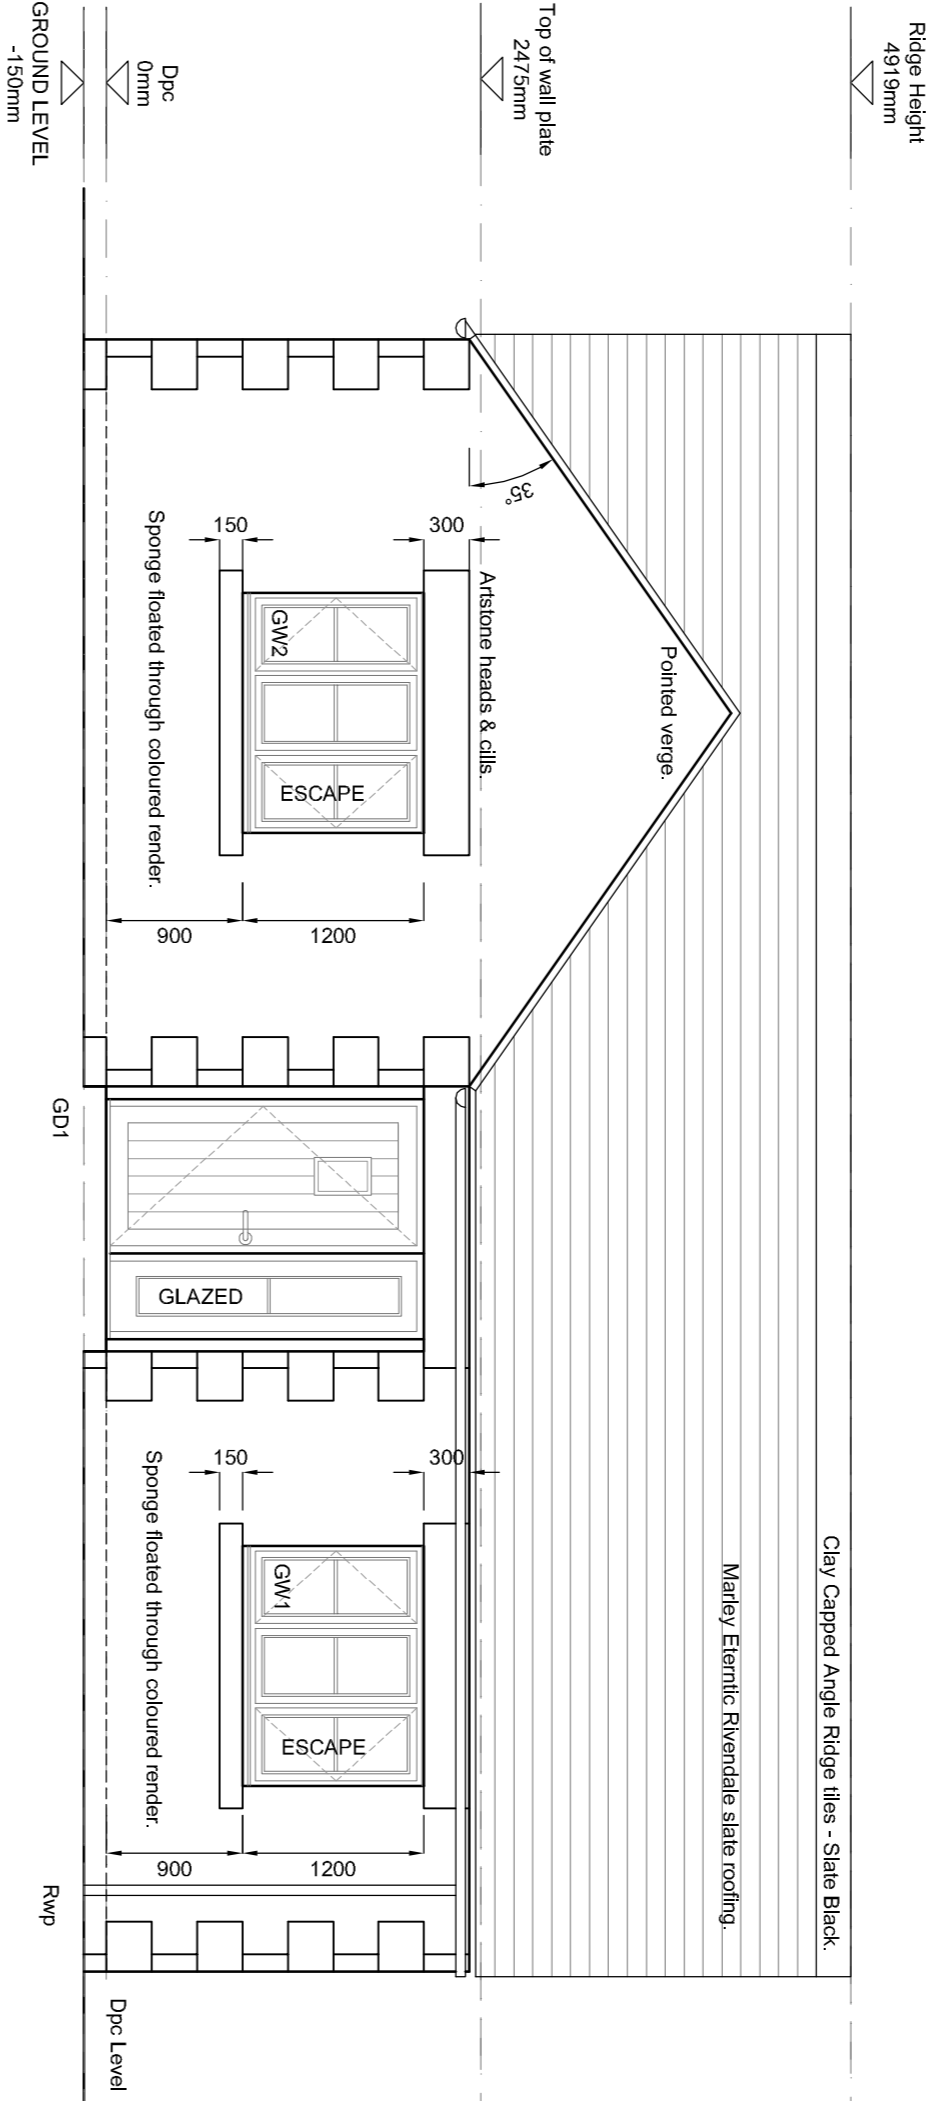 Ridge Height
4919mm
Clay Capped Angle Ridge tiles - Slate Black.
Marley Eterntic Rivendale slate roofing.
Pointed verge.
Top of wall plate
2475mm
35°
Artstone heads & cills.
300
150
GW2
ESCAPE
1200
900
Sponge floated through coloured render.
GLAZED
GD1
300
150
GW1
ESCAPE
1200
900
Sponge floated through coloured render.
Rwp
Dpc
0mm
Dpc Level
GROUND LEVEL
-150mm